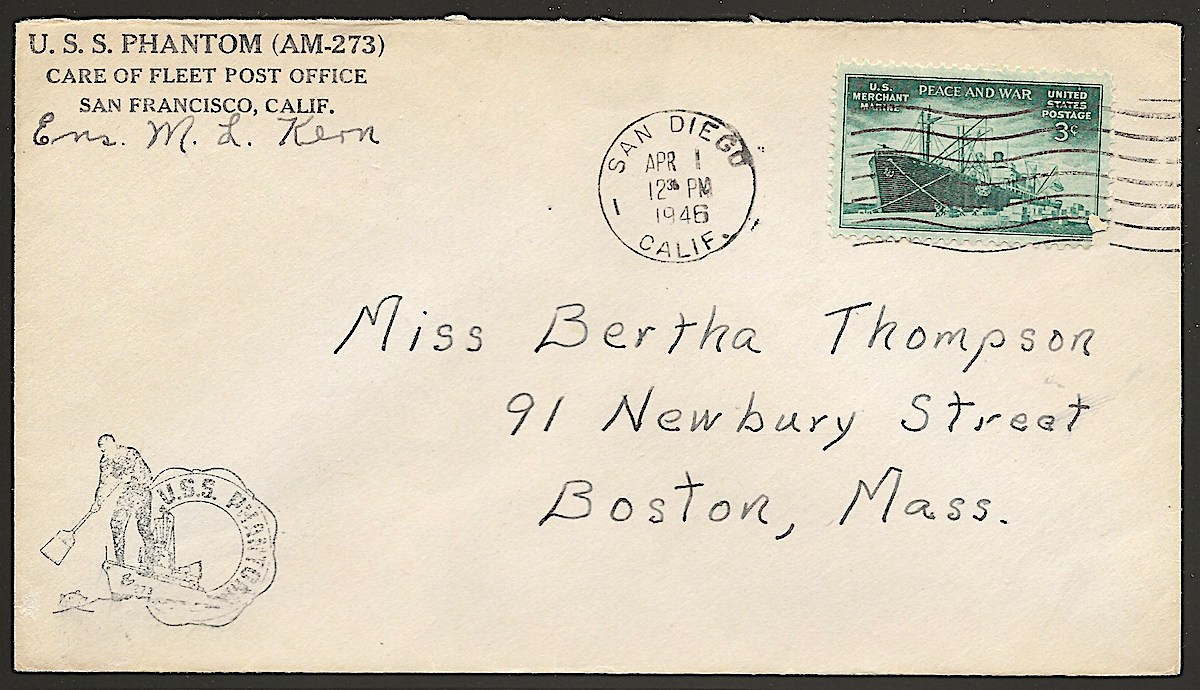 U. S. S. PHANTOM (AM-273)
CARE OF FLEET POST OFFICE
SAN FRANCISCO, CALIF.
Ens. M. L. Kern
SAN DIEGO
APR 1
12 30 PM
1946
1
CALIF.
U.S.
MERCHANT
MARINE
PEACE AND WAR
UNITED
STATES
POSTAGE
3¢
Miss Bertha Thompson
91 Newbury Street
Boston, Mass.
U.S.S. PHANTOM